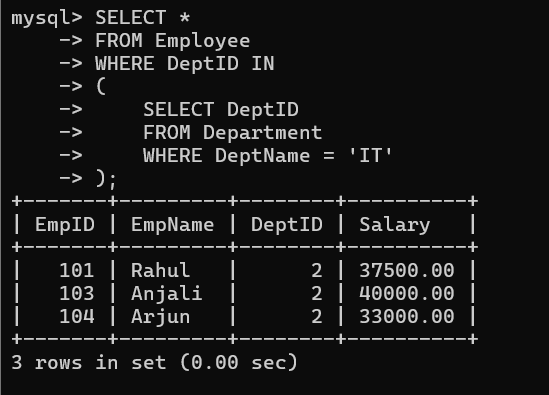 mysql> SELECT *
    -> FROM Employee
    -> WHERE DeptID IN
    -> (
    ->     SELECT DeptID
    ->     FROM Department
    ->     WHERE DeptName = 'IT'
    -> );
+-------+---------+--------+----------+
| EmpID | EmpName | DeptID | Salary   |
+-------+---------+--------+----------+
|   101 | Rahul   |      2 | 37500.00 |
|   103 | Anjali  |      2 | 40000.00 |
|   104 | Arjun   |      2 | 33000.00 |
+-------+---------+--------+----------+
3 rows in set (0.00 sec)